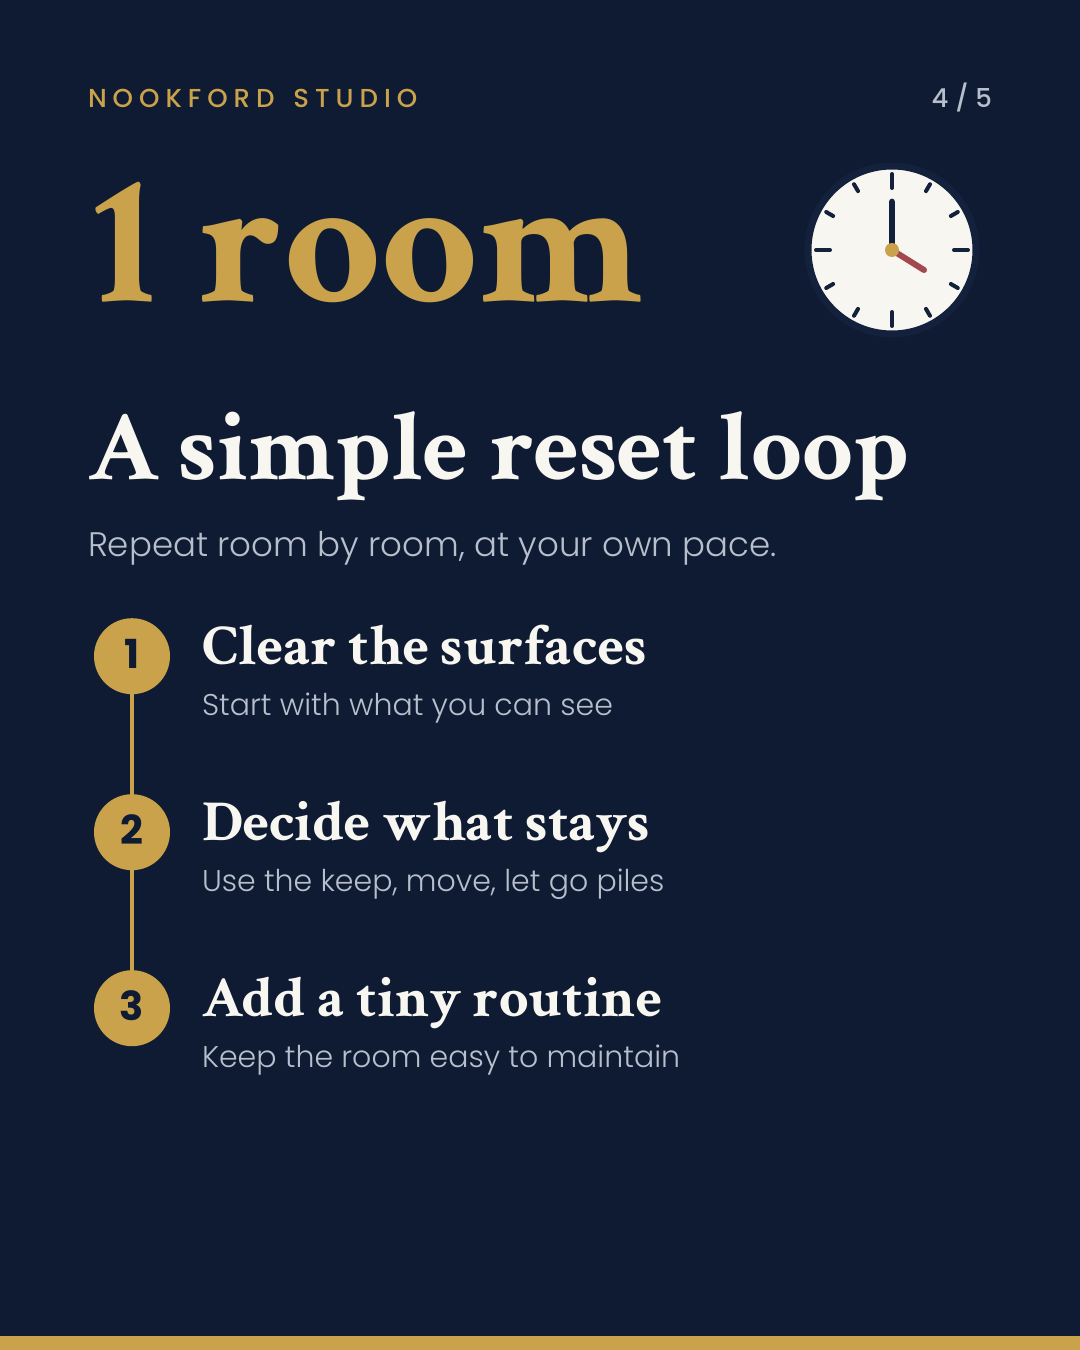 NOOKFORD STUDIO
4 / 5
1 room
A simple reset loop
Repeat room by room, at your own pace.
1
Clear the surfaces
Start with what you can see
2
Decide what stays
Use the keep, move, let go piles
3
Add a tiny routine
Keep the room easy to maintain